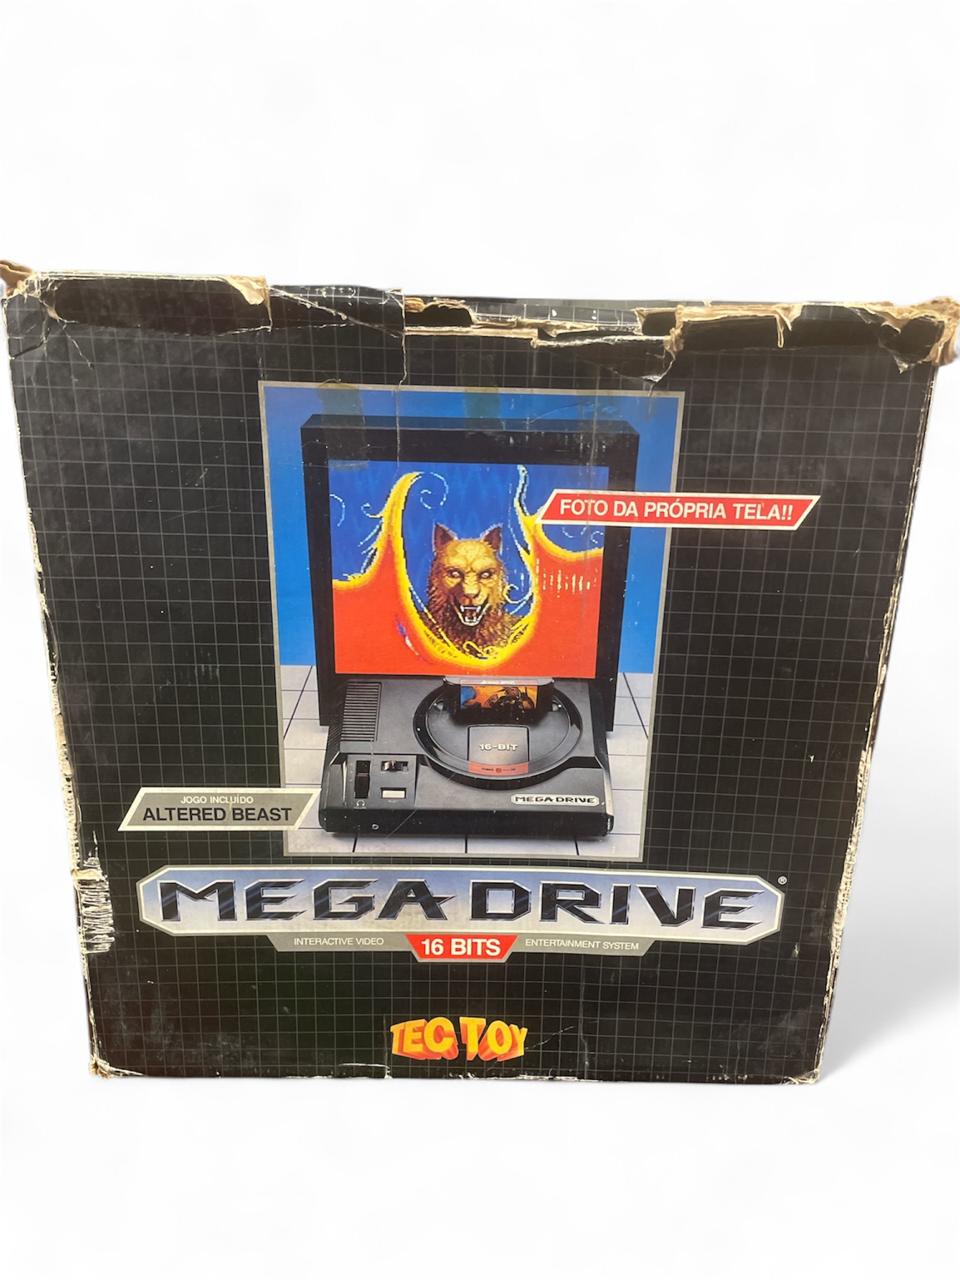 FOTO DA PRÓPRIA TELA!!
16-BIT
MEGA DRIVE
JOGO INCLUÍDO
ALTERED BEAST
MEGA DRIVE ®
INTERACTIVE VIDEO 16 BITS ENTERTAINMENT SYSTEM
TEC TOY